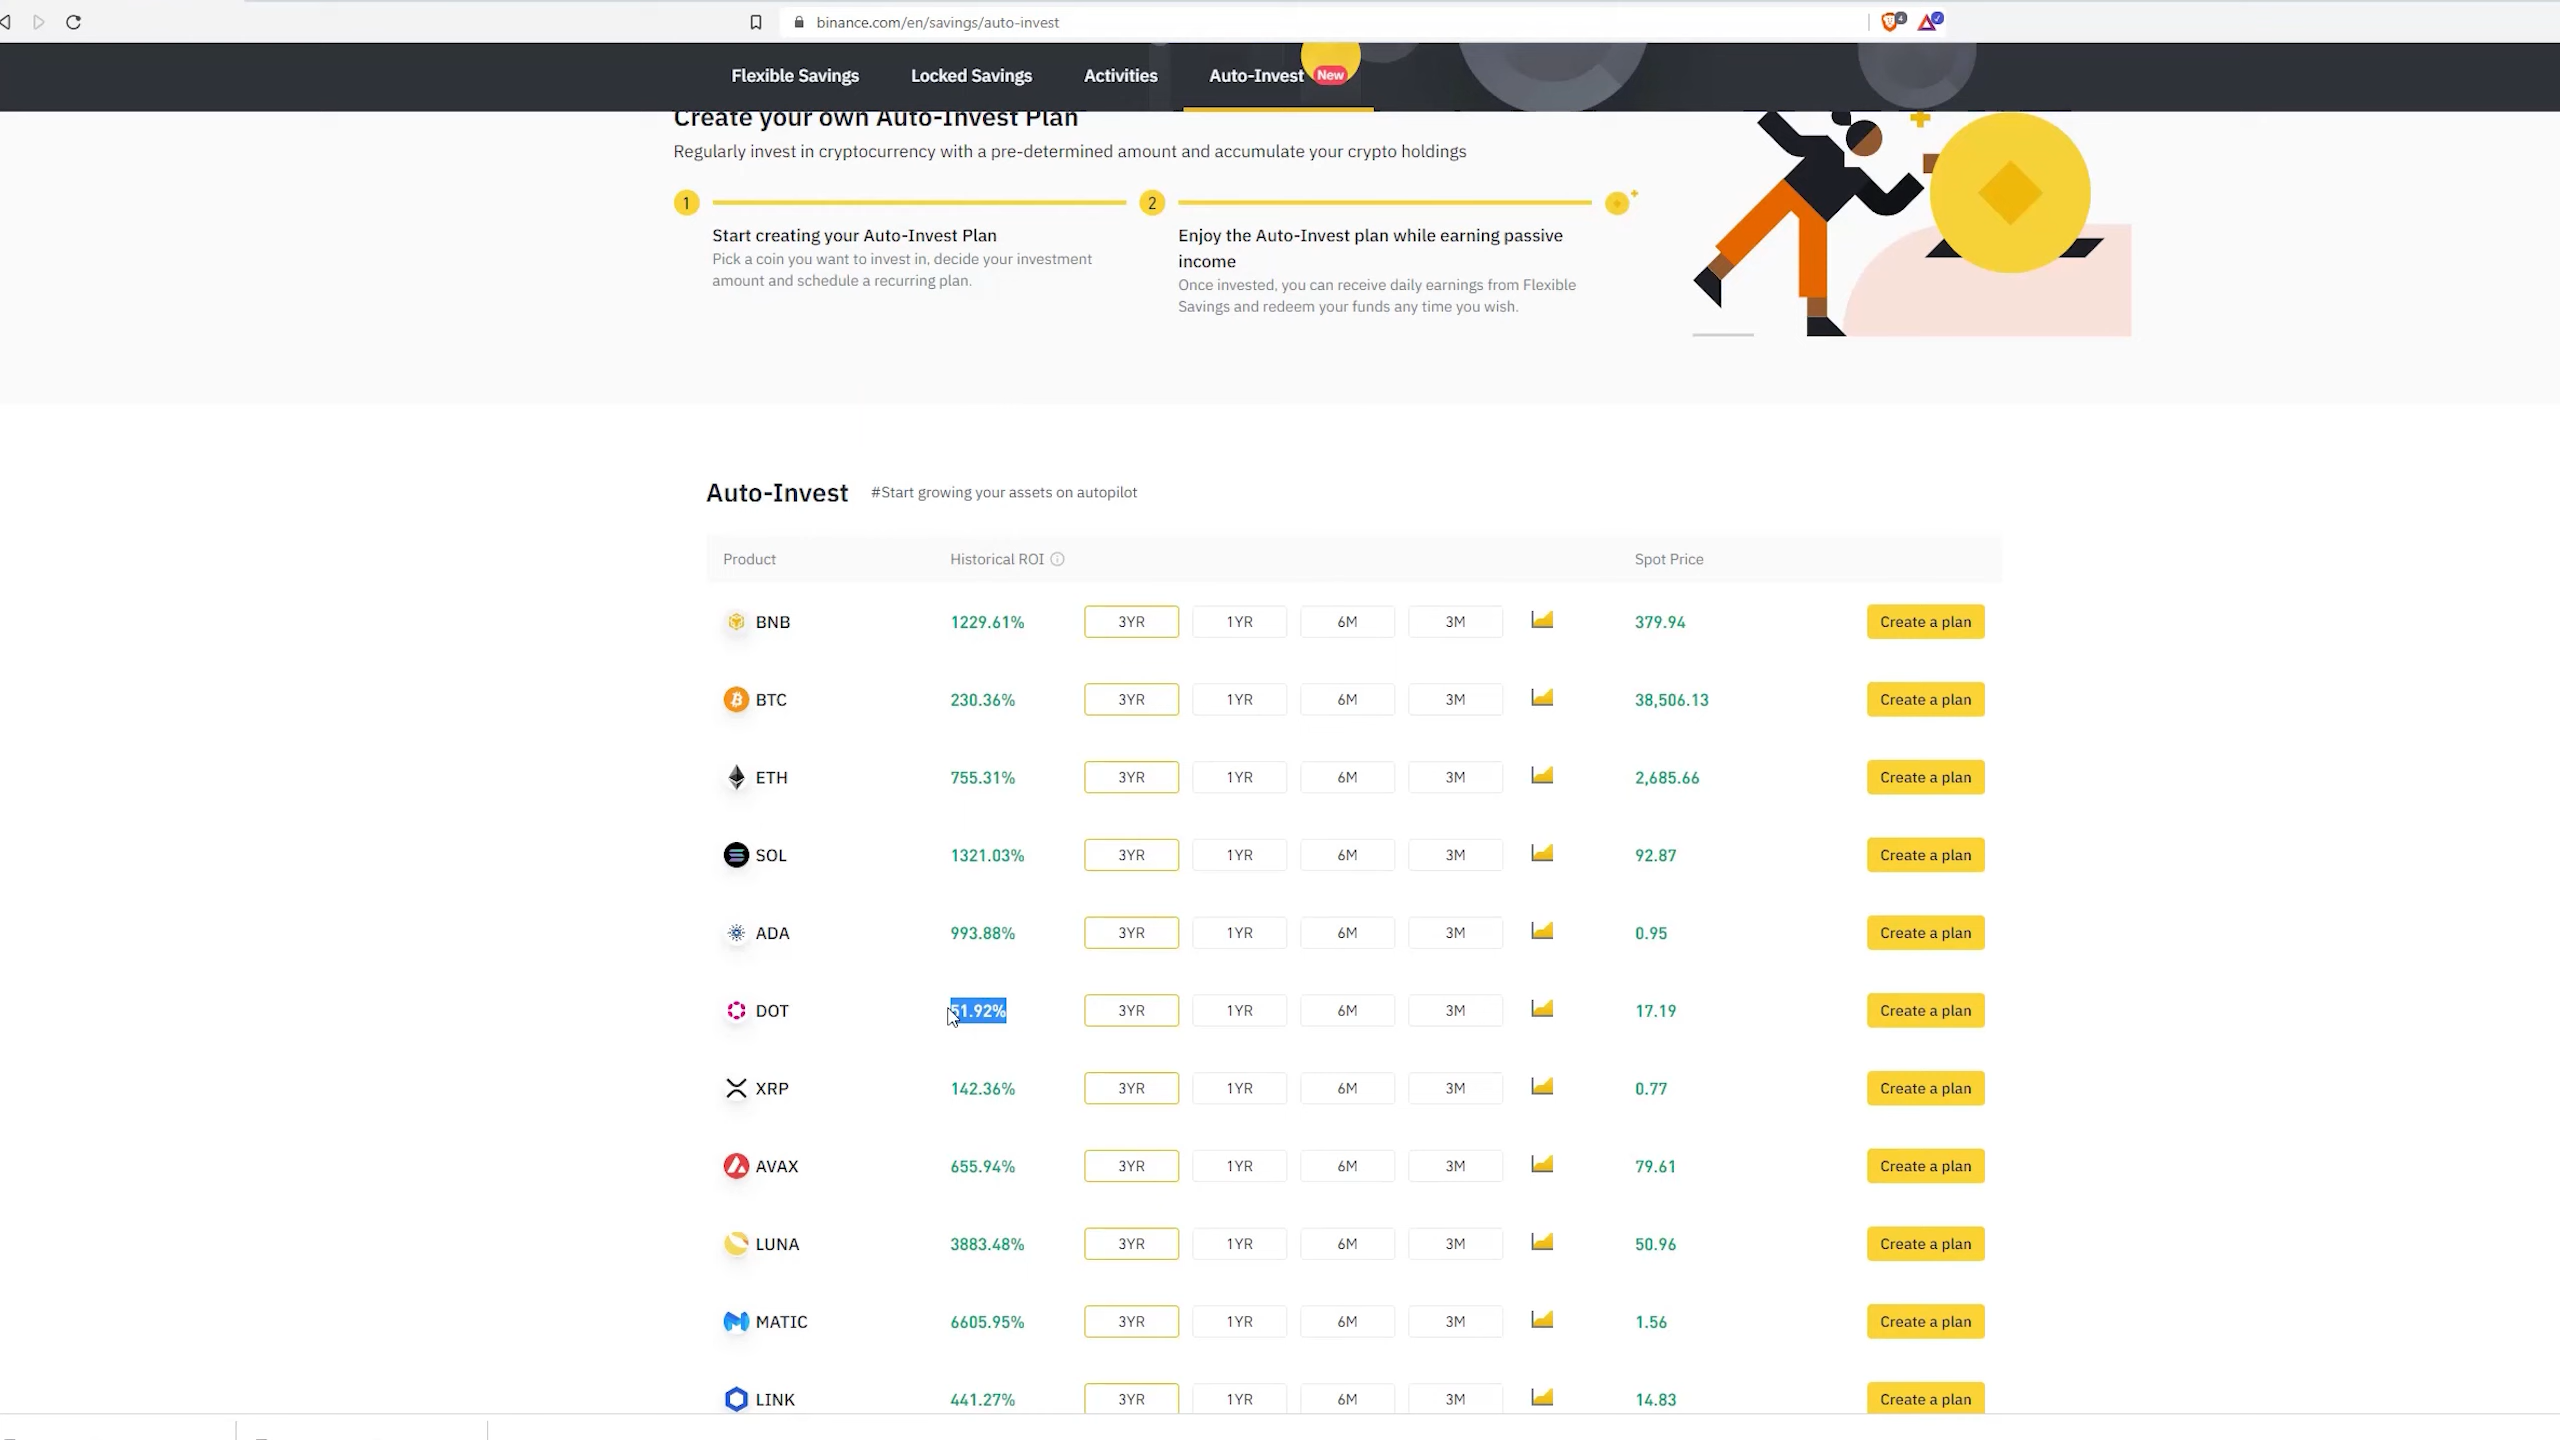 binance.com/en/savings/auto-invest
4
Flexible Savings Locked Savings Activities Auto-Invest New
Create your own Auto-Invest Plan
Regularly invest in cryptocurrency with a pre-determined amount and accumulate your crypto holdings
1 2
Start creating your Auto-Invest Plan
Pick a coin you want to invest in, decide your investment
amount and schedule a recurring plan.
Enjoy the Auto-Invest plan while earning passive
income
Once invested, you can receive daily earnings from Flexible
Savings and redeem your funds any time you wish.
Auto-Invest #Start growing your assets on autopilot
Product Historical ROI Spot Price
BNB 1229.61% 3YR 1YR 6M 3M 379.94 Create a plan
BTC 230.36% 3YR 1YR 6M 3M 38,506.13 Create a plan
ETH 755.31% 3YR 1YR 6M 3M 2,685.66 Create a plan
SOL 1321.03% 3YR 1YR 6M 3M 92.87 Create a plan
ADA 993.88% 3YR 1YR 6M 3M 0.95 Create a plan
DOT 51.92% 3YR 1YR 6M 3M 17.19 Create a plan
XRP 142.36% 3YR 1YR 6M 3M 0.77 Create a plan
AVAX 655.94% 3YR 1YR 6M 3M 79.61 Create a plan
LUNA 3883.48% 3YR 1YR 6M 3M 50.96 Create a plan
MATIC 6605.95% 3YR 1YR 6M 3M 1.56 Create a plan
LINK 441.27% 3YR 1YR 6M 3M 14.83 Create a plan